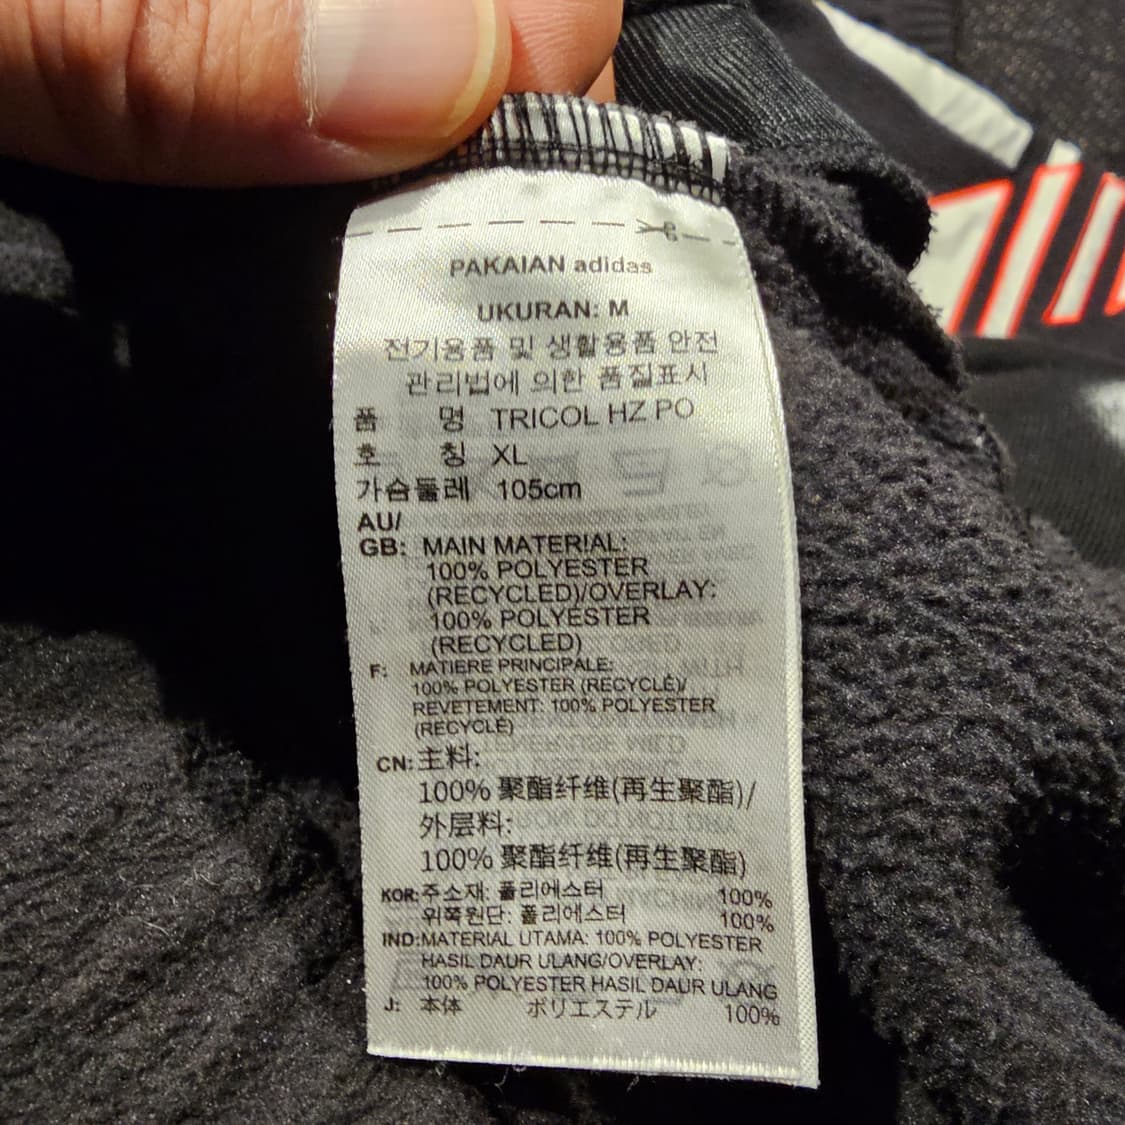 PAKAIAN adidas
UKURAN: M
전기용품 및 생활용품 안전
관리법에 의한 품질표시
품 명 TRICOL HZ PO
호 칭 XL
가슴둘레 105cm
AU/
GB: MAIN MATERIAL:
100% POLYESTER
(RECYCLED)/OVERLAY:
100% POLYESTER
(RECYCLED)
F: MATIERE PRINCIPALE:
100% POLYESTER (RECYCLÉ)/
REVETEMENT: 100% POLYESTER
(RECYCLÉ)
CN: 主料:
100% 聚酯纤维(再生聚酯)/
外层料:
100% 聚酯纤维(再生聚酯)
KOR: 주소재: 폴리에스터 100%
위쪽원단: 폴리에스터 100%
IND: MATERIAL UTAMA: 100% POLYESTER
HASIL DAUR ULANG/OVERLAY:
100% POLYESTER HASIL DAUR ULANG
J: 本体 ポリエステル 100%